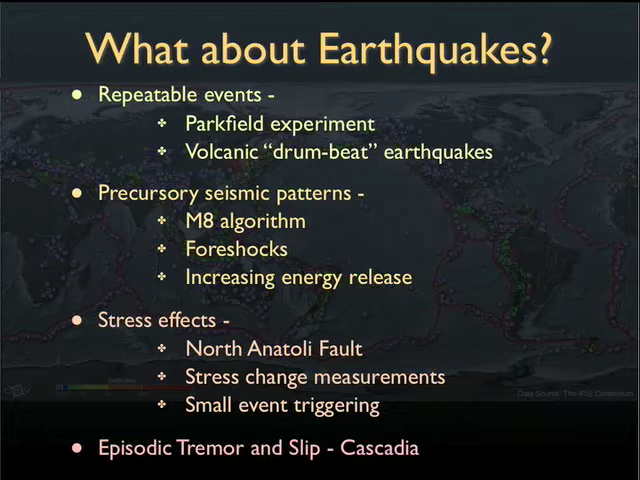 What about Earthquakes?
• Repeatable events -
✤ Parkfield experiment
✤ Volcanic “drum-beat” earthquakes
• Precursory seismic patterns -
✤ M8 algorithm
✤ Foreshocks
✤ Increasing energy release
• Stress effects -
✤ North Anatoli Fault
✤ Stress change measurements
✤ Small event triggering
Data Source: The IRIS Consortium
• Episodic Tremor and Slip - Cascadia